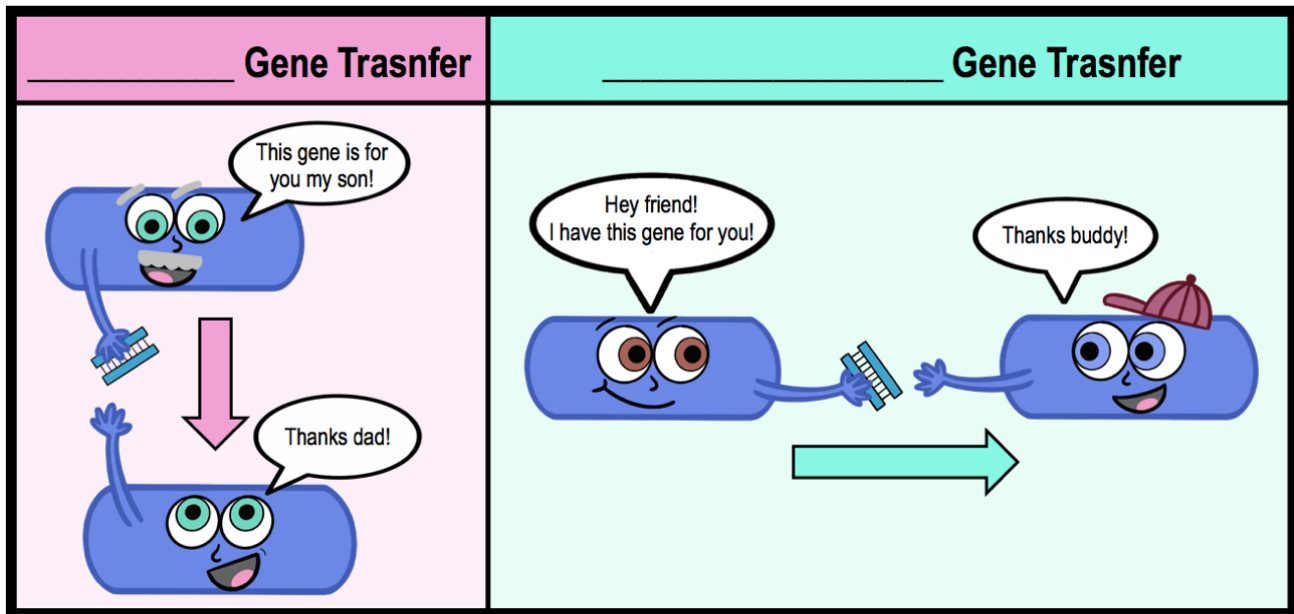 ___________ Gene Trasnfer
________________ Gene Trasnfer
This gene is for
you my son!
Thanks dad!
Hey friend!
I have this gene for you!
Thanks buddy!